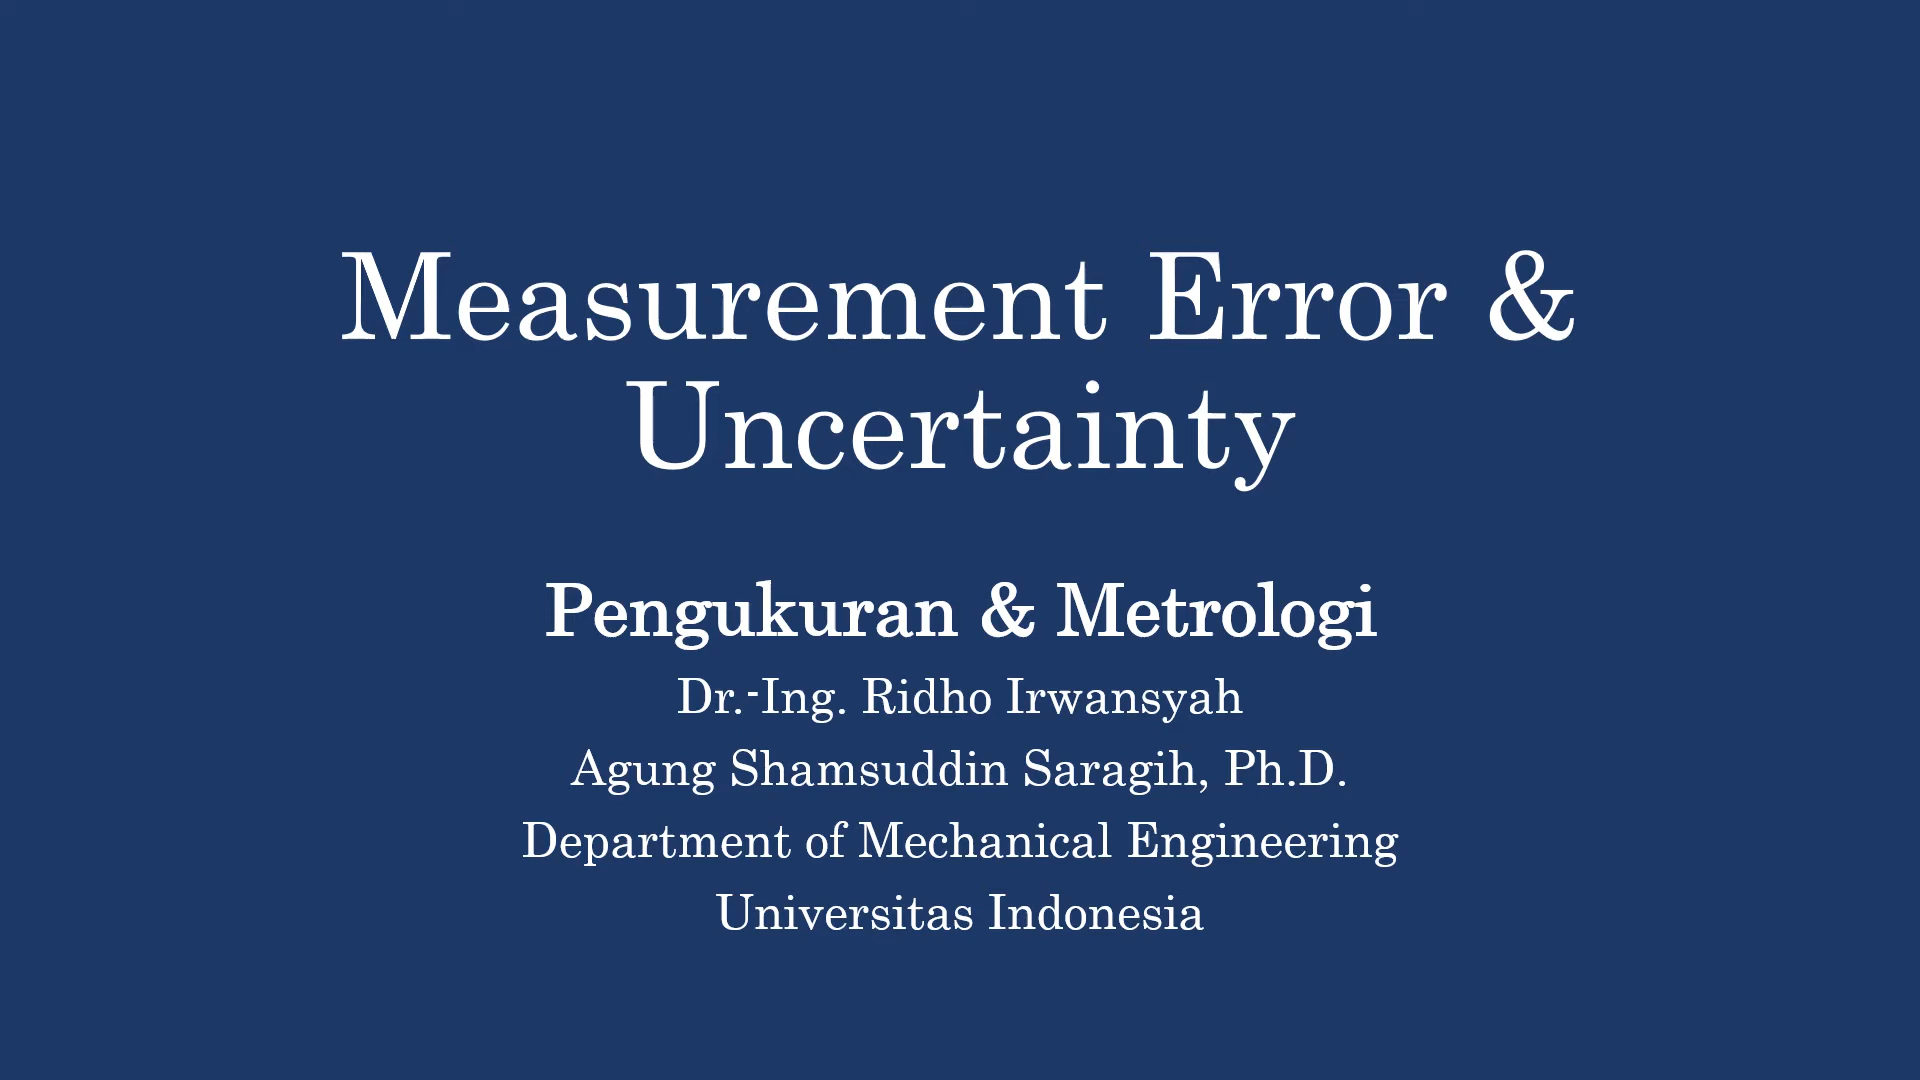 Measurement Error &
Uncertainty
Pengukuran & Metrologi
Dr.-Ing. Ridho Irwansyah
Agung Shamsuddin Saragih, Ph.D.
Department of Mechanical Engineering
Universitas Indonesia